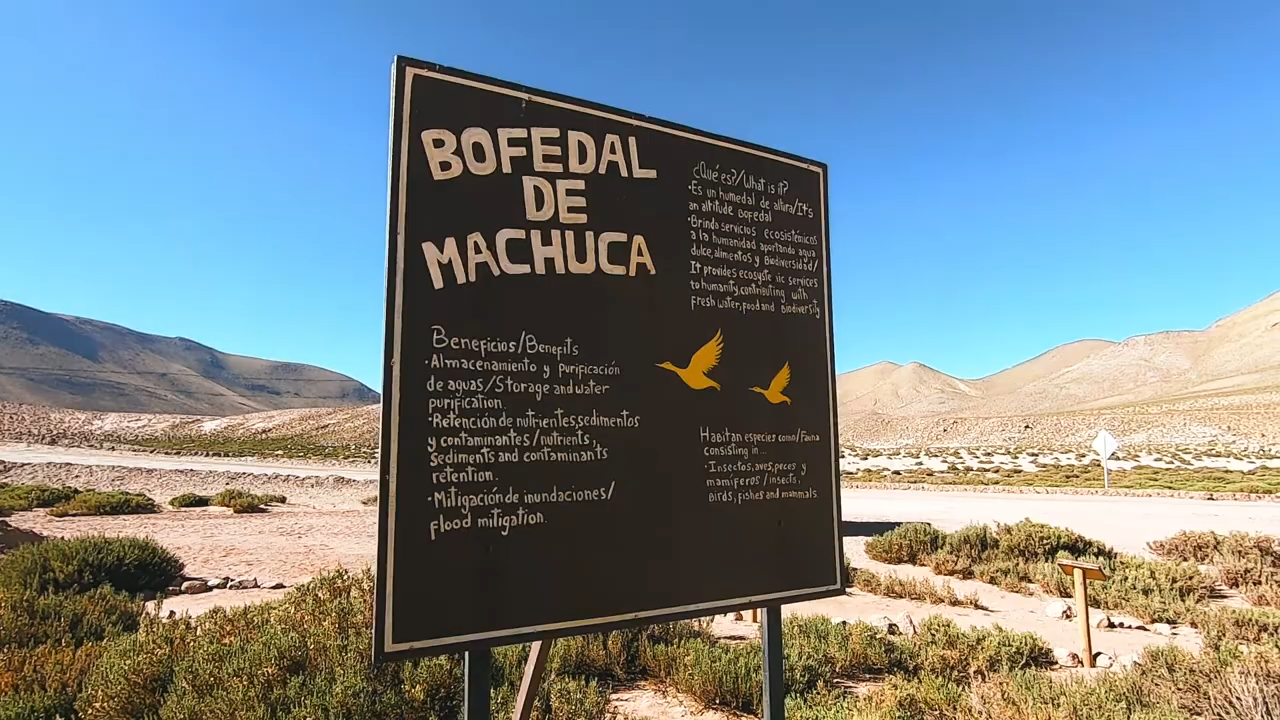 BOFEDAL
DE
MACHUCA
¿Qué es?/What is it?
•Es un humedal de altura/It's
an altitude Bofedal
•Brinda servicios ecosistémicos
a la humanidad aportando agua
dulce, alimentos y Biodiversidad/
It provides ecosyste ic services
to humanity, contributing with
fresh water, food and Biodiversity
Beneficios/Benefits
•Almacenamiento y purificación
de aguas/Storage and water
purification.
•Retención de nutrientes, sedimentos
y contaminantes/nutrients,
Sediments and contaminants
retention.
•Mitigación de inundaciones/
flood mitigation.
Habitan especies como/Fauna
consisting in...
•Insectos, aves, peces y
mamíferos/insects,
Birds, fishes and mammals.